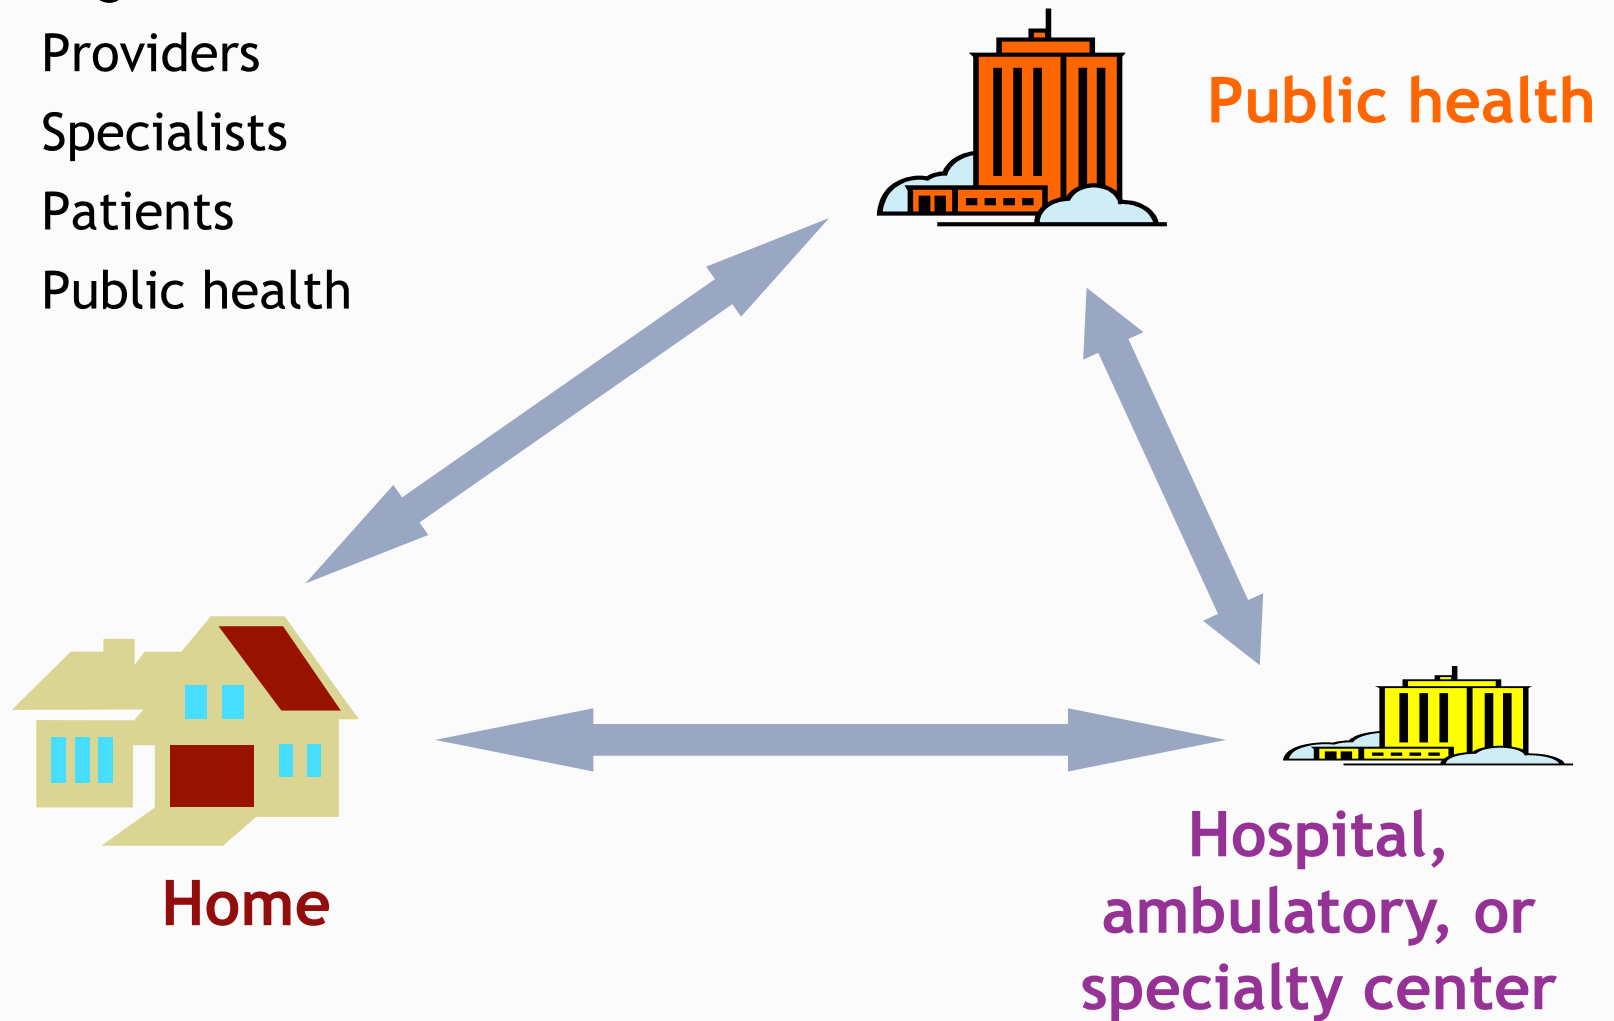 Providers
Specialists
Patients
Public health
Public health
Home
Hospital,
ambulatory, or
specialty center